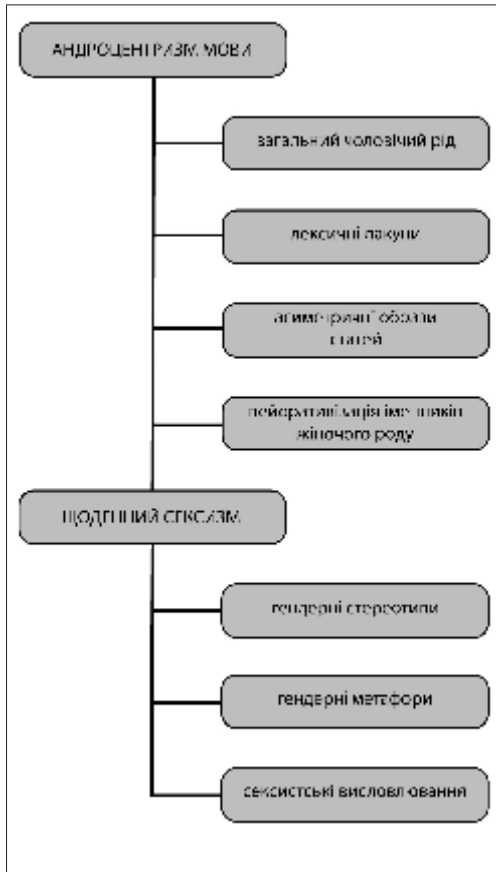 АНДРОЦЕНТРИЗМ МОВИ
загальний чоловічий рід
лексичні лакуни
асиметричні образи
статей
пейоративізація іменників
жіночого роду
ЩОДЕННИЙ СЕКСИЗМ
гендерні стереотипи
гендерні метафори
сексистські висловлювання